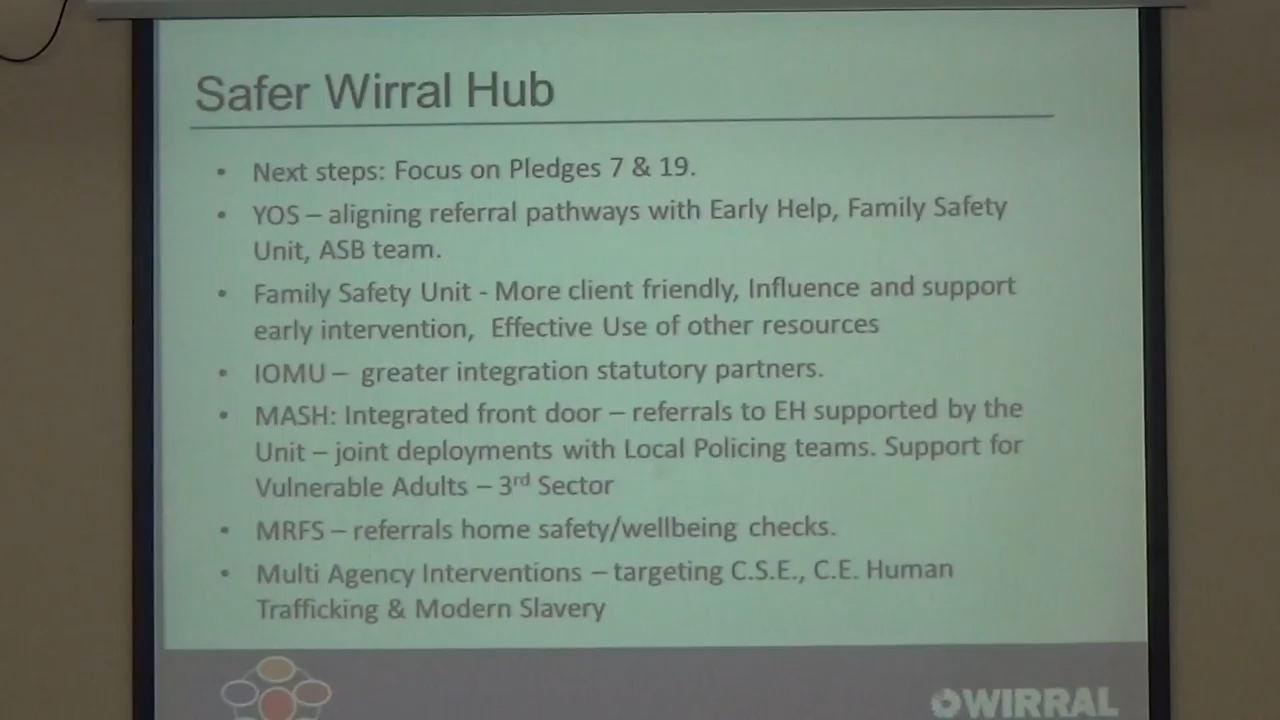 Safer Wirral Hub
• Next steps: Focus on Pledges 7 & 19.
• YOS – aligning referral pathways with Early Help, Family Safety
Unit, ASB team.
• Family Safety Unit - More client friendly, Influence and support
early intervention, Effective Use of other resources
• IOMU – greater integration statutory partners.
• MASH: Integrated front door – referrals to EH supported by the
Unit – joint deployments with Local Policing teams. Support for
Vulnerable Adults – 3rd Sector
• MRFS – referrals home safety/wellbeing checks.
• Multi Agency Interventions – targeting C.S.E., C.E. Human
Trafficking & Modern Slavery
WIRRAL